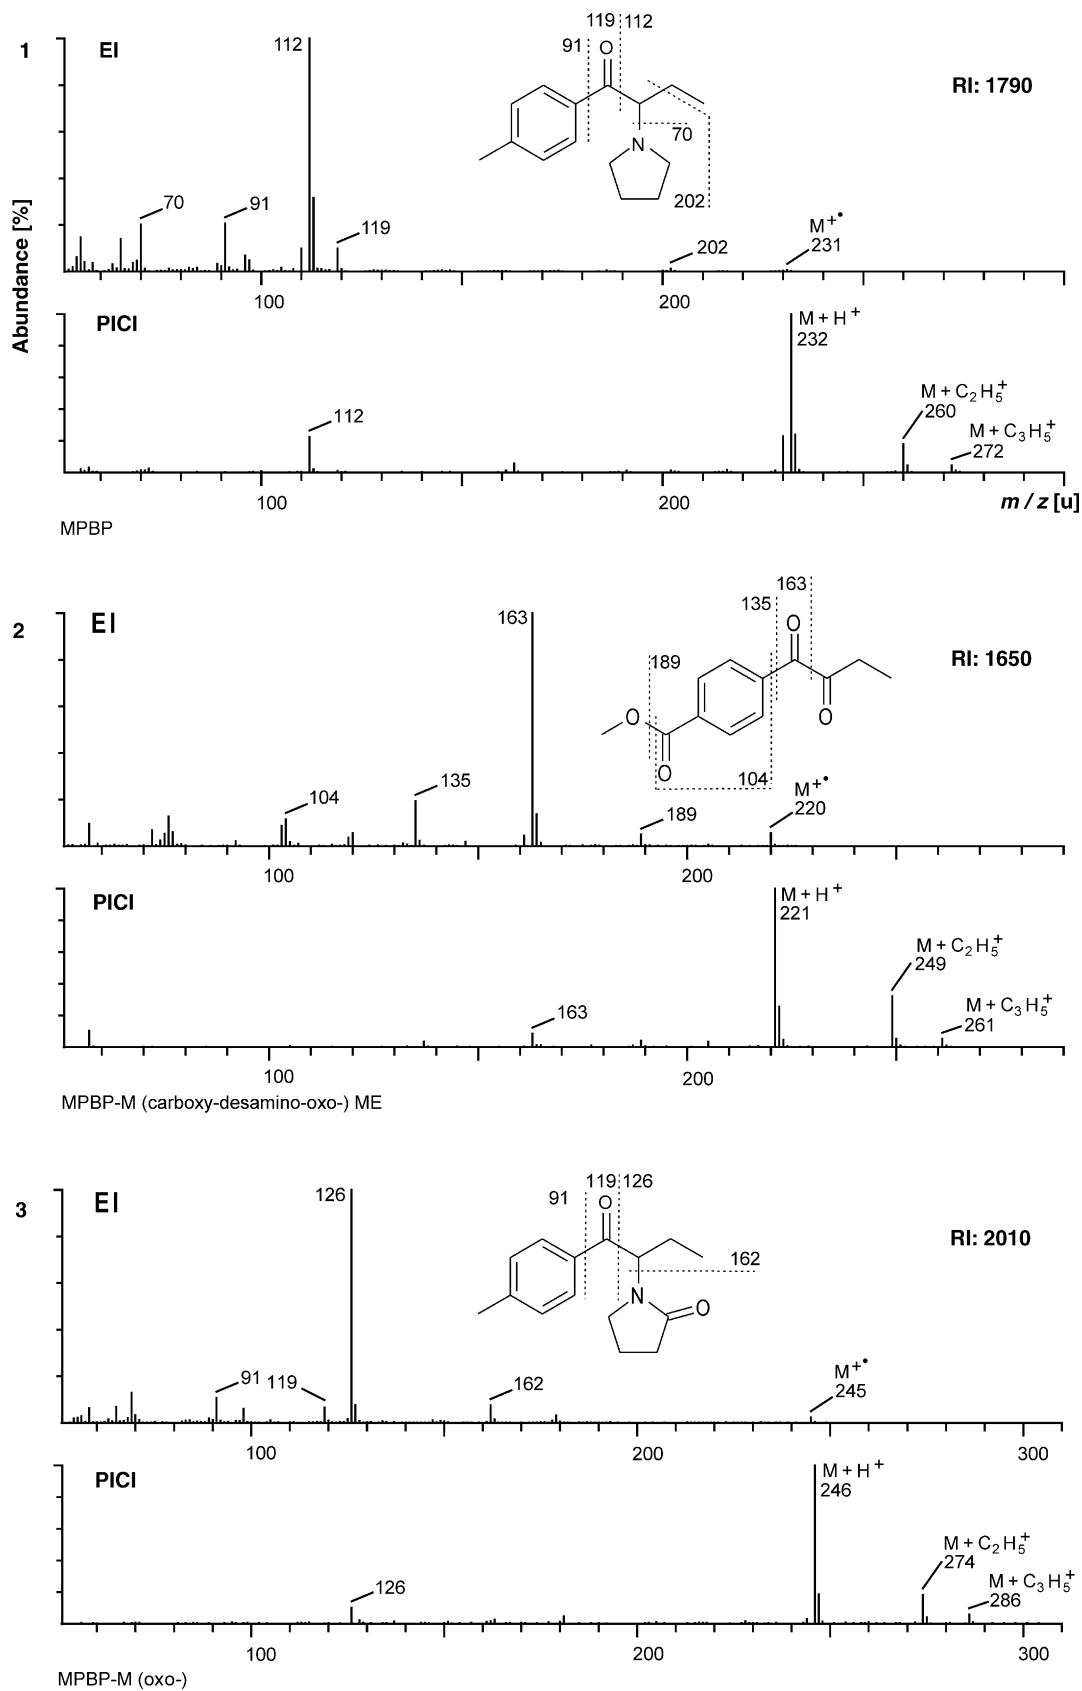 1
EI
RI: 1790
Abundance [%]
119 112
91
O
N
70
202
112
70
91
119
202
M+•
231
100
200
PICI
M + H +
232
112
M + C2H5+
260
M + C3H5+
272
100
200
m / z [u]
MPBP
2
EI
RI: 1650
163
135
O
189
O
O
O
104
163
104
135
189
M+•
220
100
200
PICI
M + H +
221
M + C2H5+
249
M + C3H5+
261
163
100
200
MPBP-M (carboxy-desamino-oxo-) ME
3
EI
RI: 2010
119 126
91
O
162
N
O
126
91
119
162
M+•
245
100
200
300
PICI
M + H +
246
M + C2H5+
274
M + C3H5+
286
126
100
200
300
MPBP-M (oxo-)